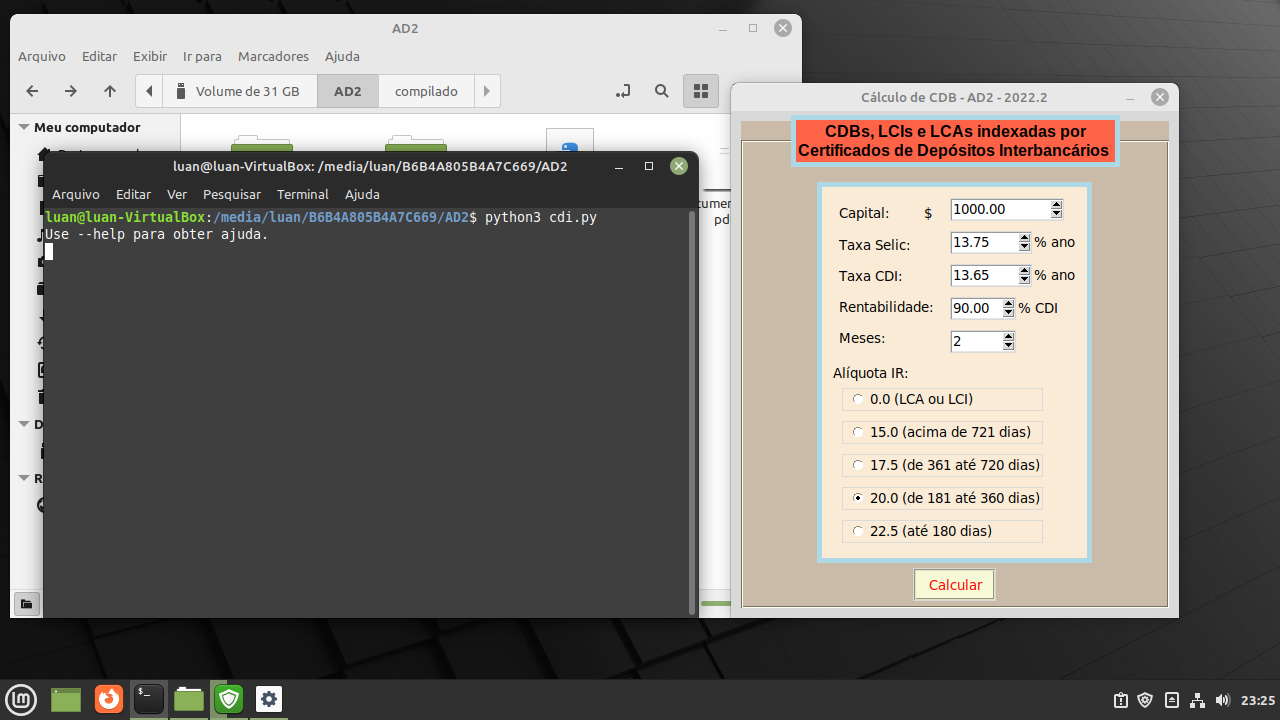 AD2
Arquivo Editar Exibir Ir para Marcadores Ajuda
Volume de 31 GB AD2 compilado
Meu computador
luan@luan-VirtualBox: /media/luan/B6B4A805B4A7C669/AD2
Arquivo Editar Ver Pesquisar Terminal Ajuda
luan@luan-VirtualBox:/media/luan/B6B4A805B4A7C669/AD2$ python3 cdi.py
Use --help para obter ajuda.
D
R
Cálculo de CDB - AD2 - 2022.2
CDBs, LCIs e LCAs indexadas por
Certificados de Depósitos Interbancários
Capital: $ 1000.00
Taxa Selic: 13.75 % ano
Taxa CDI: 13.65 % ano
Rentabilidade: 90.00 % CDI
Meses: 2
Alíquota IR:
0.0 (LCA ou LCI)
15.0 (acima de 721 dias)
17.5 (de 361 até 720 dias)
20.0 (de 181 até 360 dias)
22.5 (até 180 dias)
Calcular
23:25